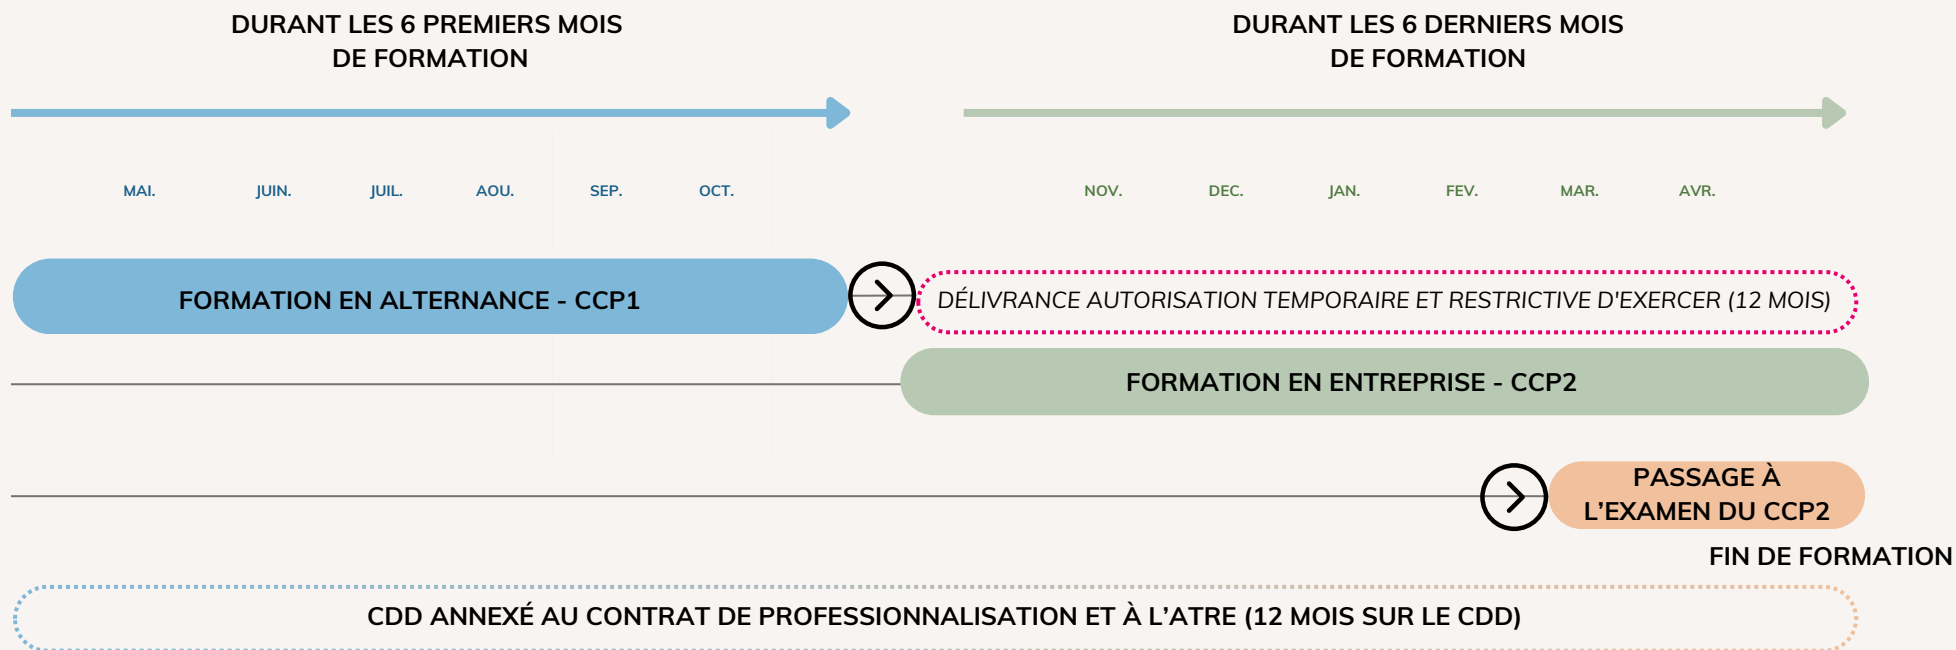 DURANT LES 6 PREMIERS MOIS
DE FORMATION
DURANT LES 6 DERNIERS MOIS
DE FORMATION
MAI. JUIN. JUIL. AOU. SEP. OCT. NOV. DEC. JAN. FEV. MAR. AVR.
FORMATION EN ALTERNANCE - CCP1
DÉLIVRANCE AUTORISATION TEMPORAIRE ET RESTRICTIVE D'EXERCER (12 MOIS)
FORMATION EN ENTREPRISE - CCP2
PASSAGE À
L’EXAMEN DU CCP2
FIN DE FORMATION
CDD ANNEXÉ AU CONTRAT DE PROFESSIONNALISATION ET À L’ATRE (12 MOIS SUR LE CDD)